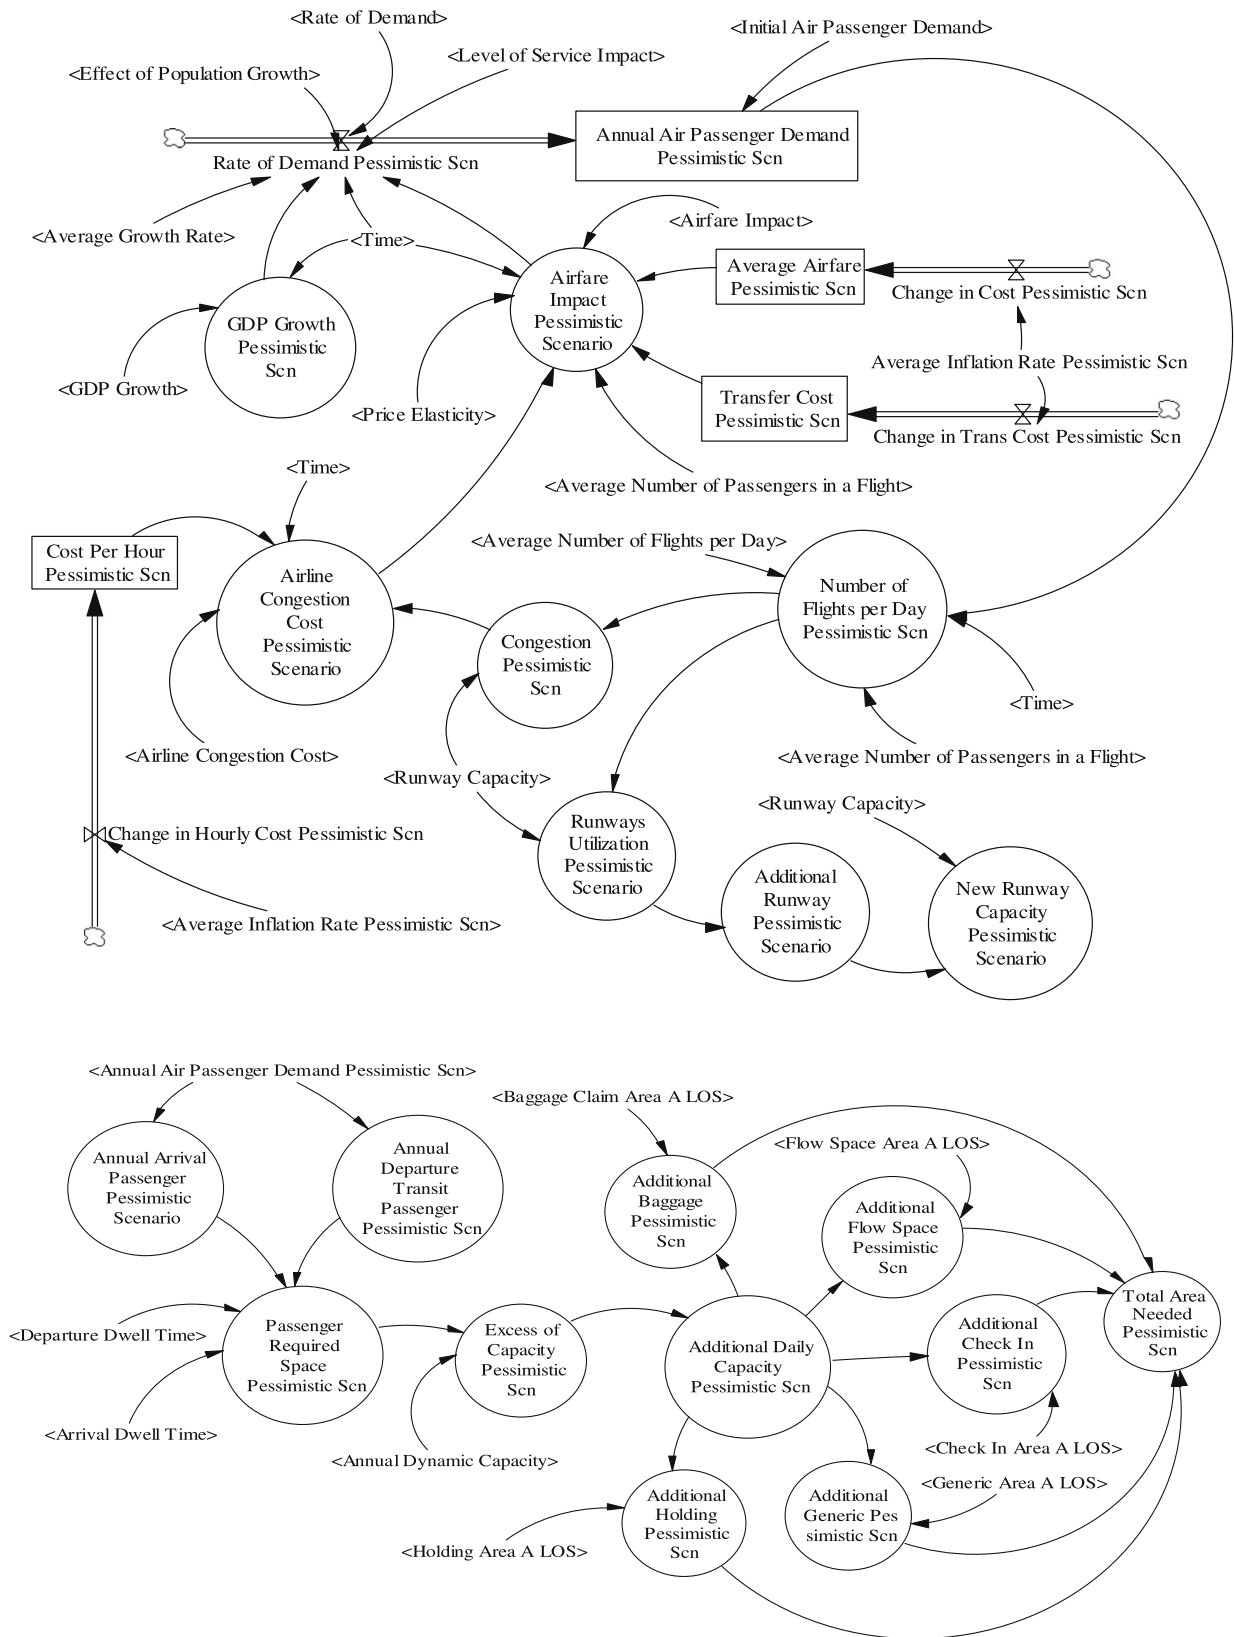 <Rate of Demand>
<Initial Air Passenger Demand>
<Level of Service Impact>
<Effect of Population Growth>
Annual Air Passenger Demand
Pessimistic Scn
Rate of Demand Pessimistic Scn
<Average Growth Rate>
<Time>
<Airfare Impact>
Average Airfare
Pessimistic Scn
Change in Cost Pessimistic Scn
Airfare
Impact
Pessimistic
Scenario
GDP Growth
Pessimistic
Scn
<GDP Growth>
<Price Elasticity>
Average Inflation Rate Pessimistic Scn
Transfer Cost
Pessimistic Scn
Change in Trans Cost Pessimistic Scn
<Time>
<Average Number of Passengers in a Flight>
Cost Per Hour
Pessimistic Scn
<Average Number of Flights per Day>
Airline
Congestion
Cost
Pessimistic
Scenario
Number of
Flights per Day
Pessimistic Scn
Congestion
Pessimistic
Scn
<Time>
<Airline Congestion Cost>
<Average Number of Passengers in a Flight>
<Runway Capacity>
<Runway Capacity>
Change in Hourly Cost Pessimistic Scn
Runways
Utilization
Pessimistic
Scenario
Additional
Runway
Pessimistic
Scenario
New Runway
Capacity
Pessimistic
Scenario
<Average Inflation Rate Pessimistic Scn>
<Annual Air Passenger Demand Pessimistic Scn>
<Baggage Claim Area A LOS>
<Flow Space Area A LOS>
Annual Arrival
Passenger
Pessimistic
Scenario
Annual
Departure
Transit
Passenger
Pessimistic Scn
Additional
Baggage
Pessimistic
Scn
Additional
Flow Space
Pessimistic
Scn
Total Area
Needed
Pessimistic
Scn
<Departure Dwell Time>
Passenger
Required
Space
Pessimistic Scn
Excess of
Capacity
Pessimistic
Scn
Additional Daily
Capacity
Pessimistic Scn
Additional
Check In
Pessimistic
Scn
<Arrival Dwell Time>
<Annual Dynamic Capacity>
<Check In Area A LOS>
<Generic Area A LOS>
Additional
Holding
Pessimistic
Scn
Additional
Generic Pes
simistic Scn
<Holding Area A LOS>